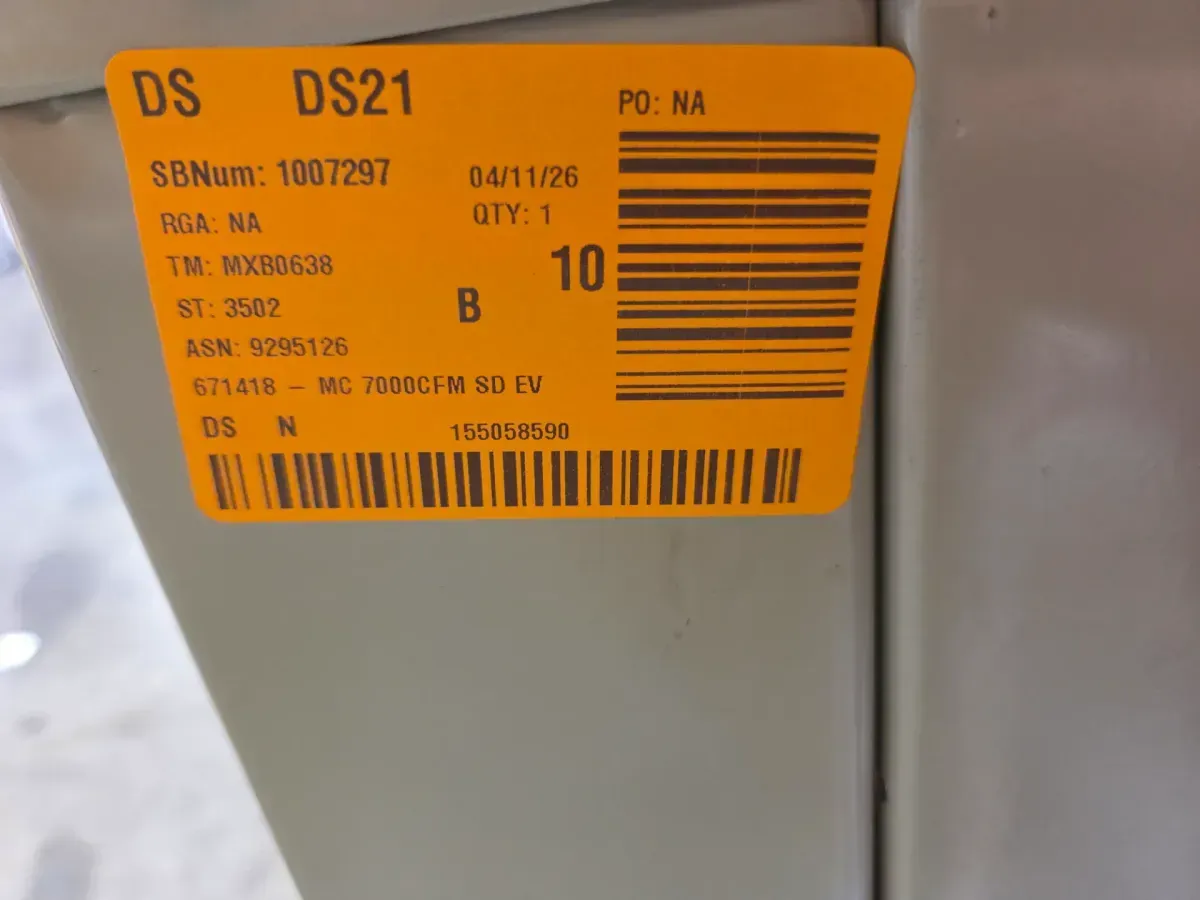 DS DS21
PO: NA
SBNum: 1007297 04/11/26
RGA: NA QTY: 1
TM: MXB0638 10
ST: 3502 B
ASN: 9295126
671418 - MC 7000CFM SD EV
DS N 155058590